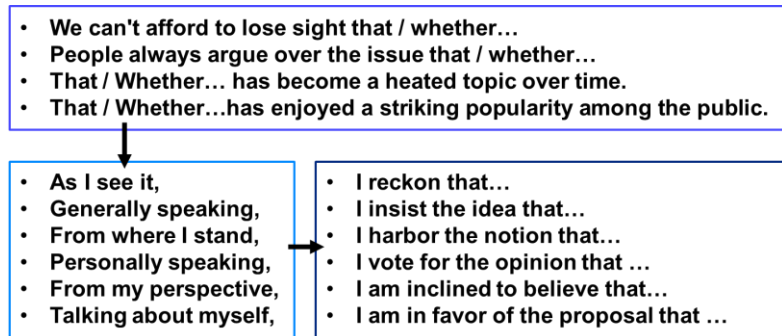 • We can't afford to lose sight that / whether…
• People always argue over the issue that / whether…
• That / Whether… has become a heated topic over time.
• That / Whether…has enjoyed a striking popularity among the public.
• As I see it,
• Generally speaking,
• From where I stand,
• Personally speaking,
• From my perspective,
• Talking about myself,
• I reckon that…
• I insist the idea that…
• I harbor the notion that…
• I vote for the opinion that …
• I am inclined to believe that…
• I am in favor of the proposal that …